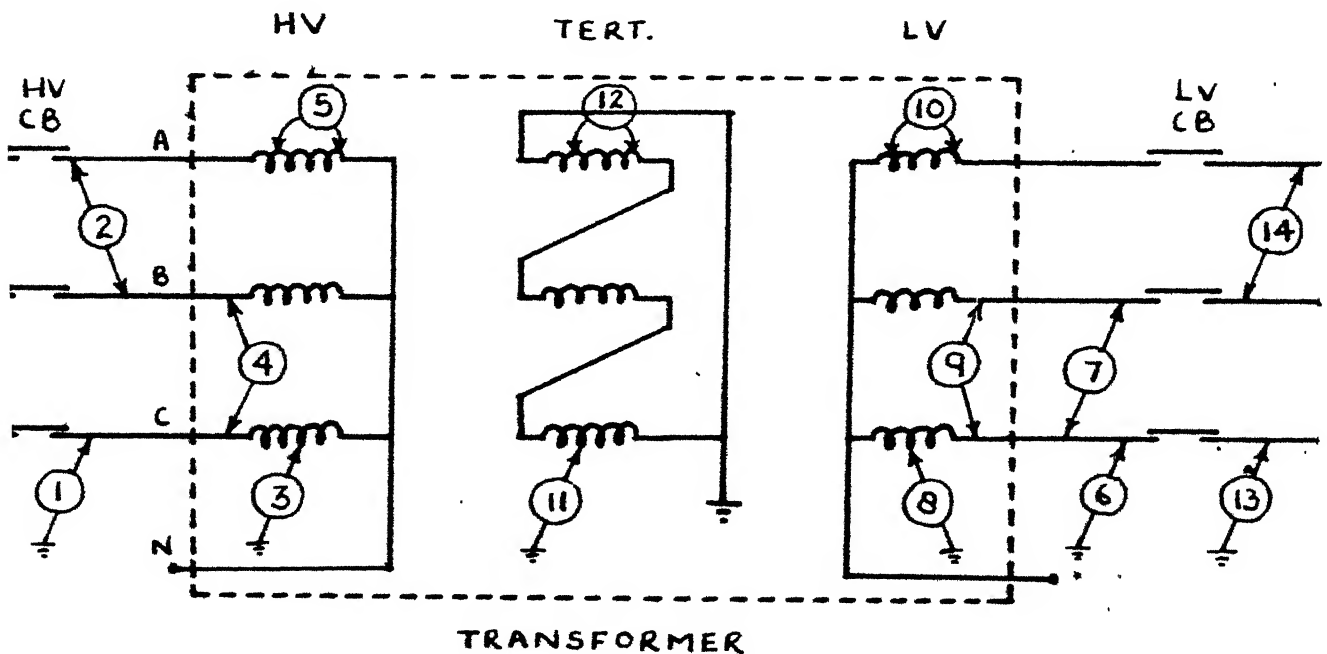 HV TERT. LV
HV
CB
LV
CB
5 12 10
A
2 14
B
4 9 7
C
1 3 11 8 6 13
N
TRANSFORMER